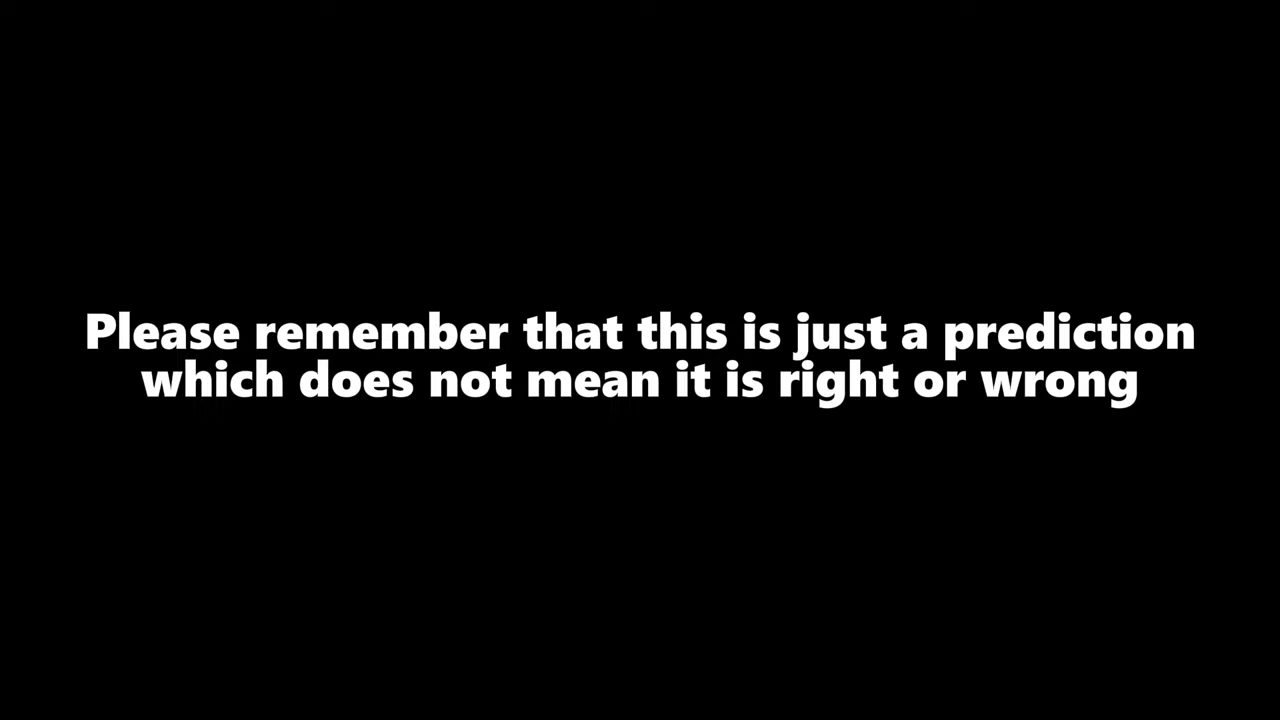 Please remember that this is just a prediction
which does not mean it is right or wrong